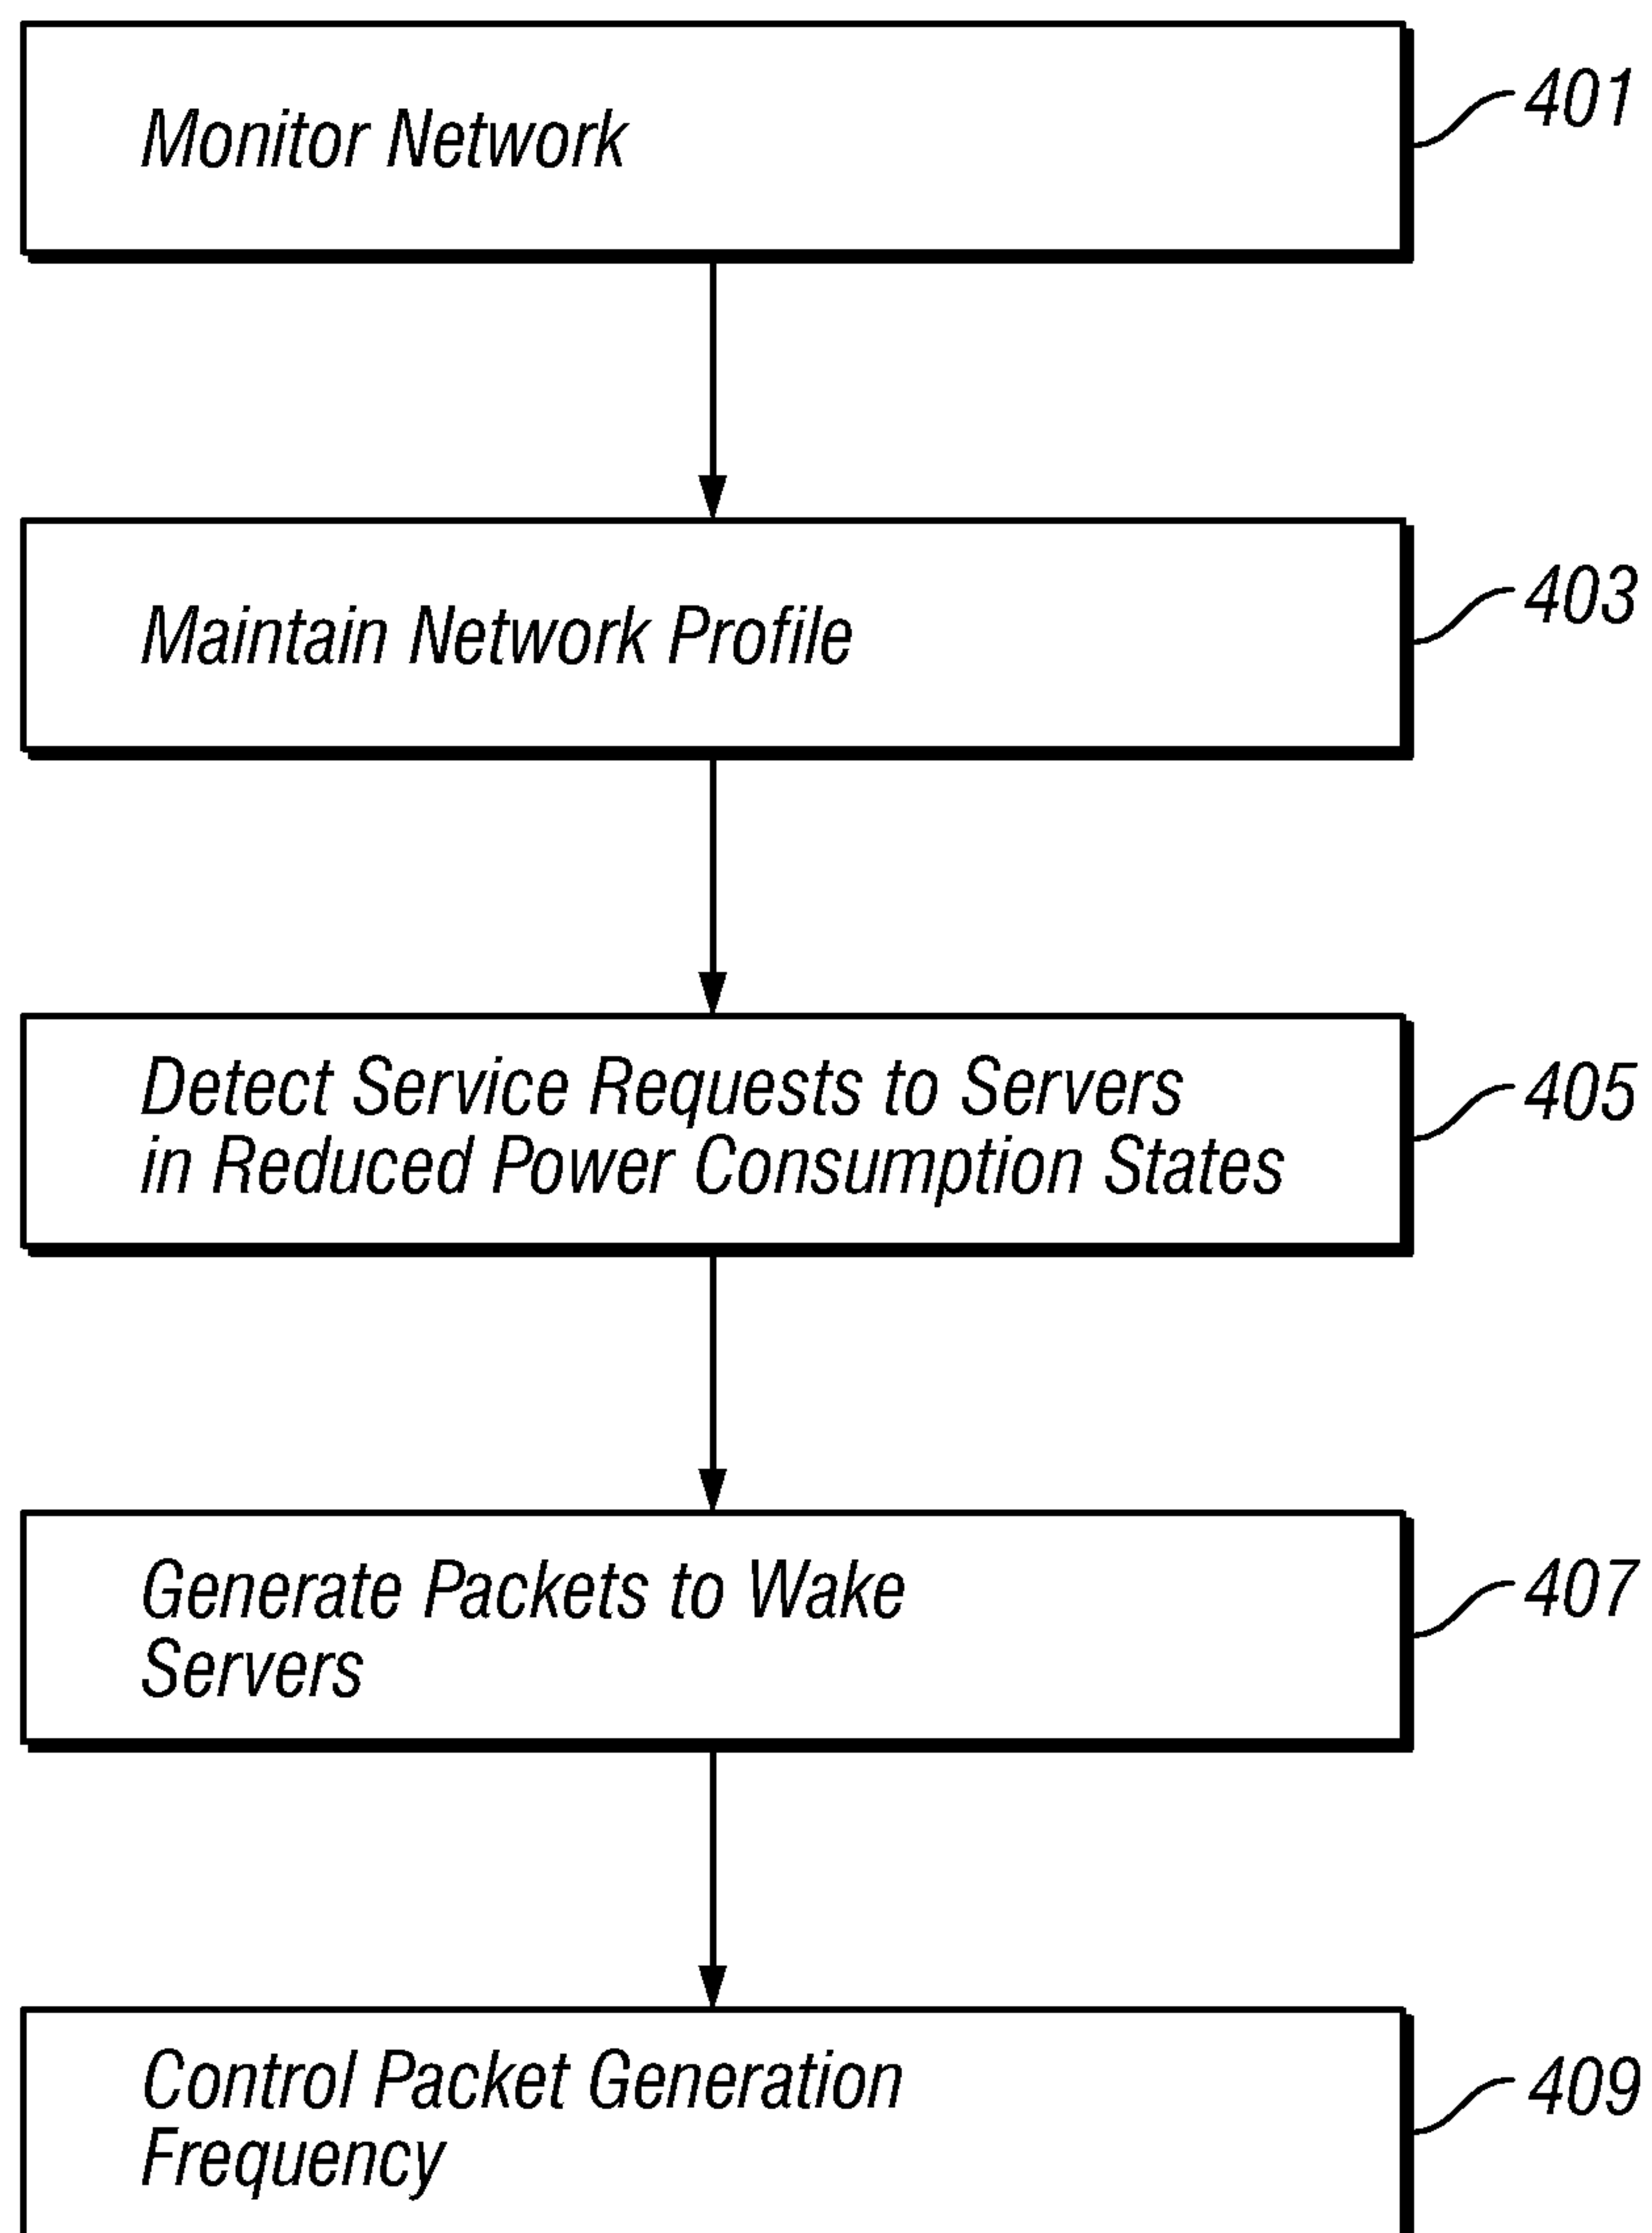 Monitor Network
401
Maintain Network Profile
403
Detect Service Requests to Servers
in Reduced Power Consumption States
405
Generate Packets to Wake
Servers
407
Control Packet Generation
Frequency
409